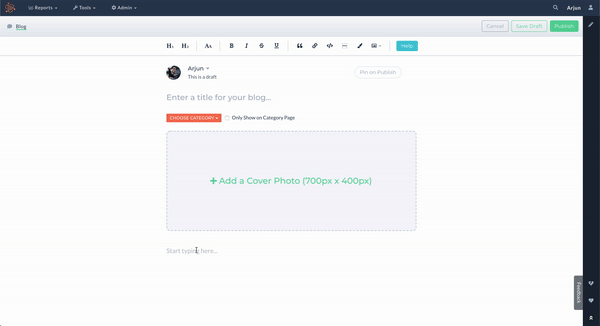 Reports Tools Admin Arjun
Blog Cancel Save Draft Publish
H1 H2 AA B I S U Help
Arjun
This is a draft
Pin on Publish
Enter a title for your blog...
CHOOSE CATEGORY Only Show on Category Page
+ Add a Cover Photo (700px x 400px)
Start typing here...
Feedback